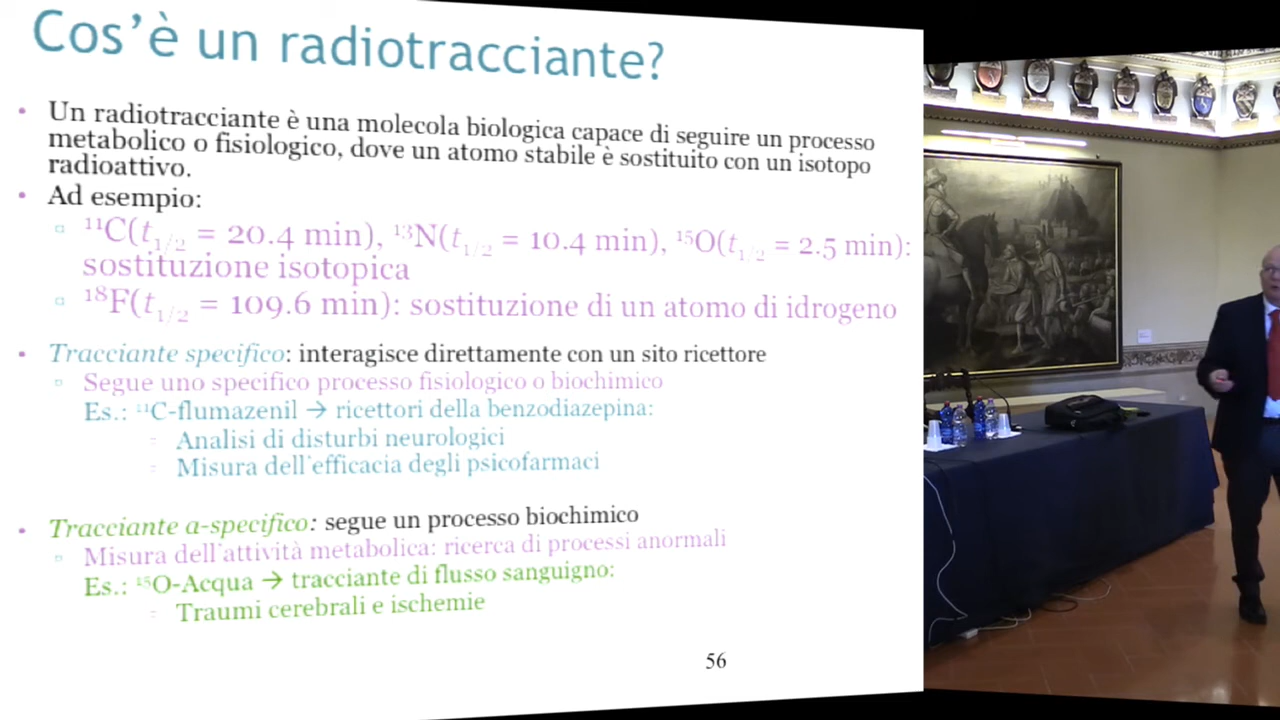 Cos'è un radiotracciante?
• Un radiotracciante è una molecola biologica capace di seguire un processo
metabolico o fisiologico, dove un atomo stabile è sostituito con un isotopo
radioattivo.
• Ad esempio:
▫ ¹¹C(t₁/₂ = 20.4 min), ¹³N(t₁/₂ = 10.4 min), ¹⁵O(t₁/₂ = 2.5 min):
sostituzione isotopica
▫ ¹⁸F(t₁/₂ = 109.6 min): sostituzione di un atomo di idrogeno
• Tracciante specifico: interagisce direttamente con un sito ricettore
▫ Segue uno specifico processo fisiologico o biochimico
Es.: ¹¹C-flumazenil → ricettori della benzodiazepina:
Analisi di disturbi neurologici
Misura dell'efficacia degli psicofarmaci
• Tracciante a-specifico: segue un processo biochimico
▫ Misura dell'attività metabolica: ricerca di processi anormali
Es.: ¹⁵O-Acqua → tracciante di flusso sanguigno:
Traumi cerebrali e ischemie
56